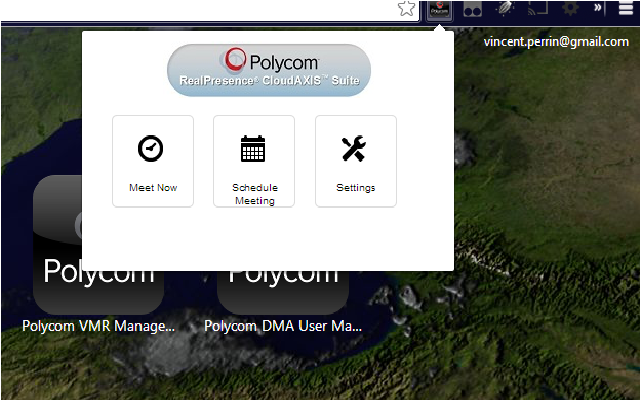 vincent.perrin@gmail.com
Polycom
RealPresence® CloudAXIS™ Suite
Meet Now
Schedule
Meeting
Settings
Polycom
Polycom
Polycom VMR Manage...
Polycom DMA User Ma...